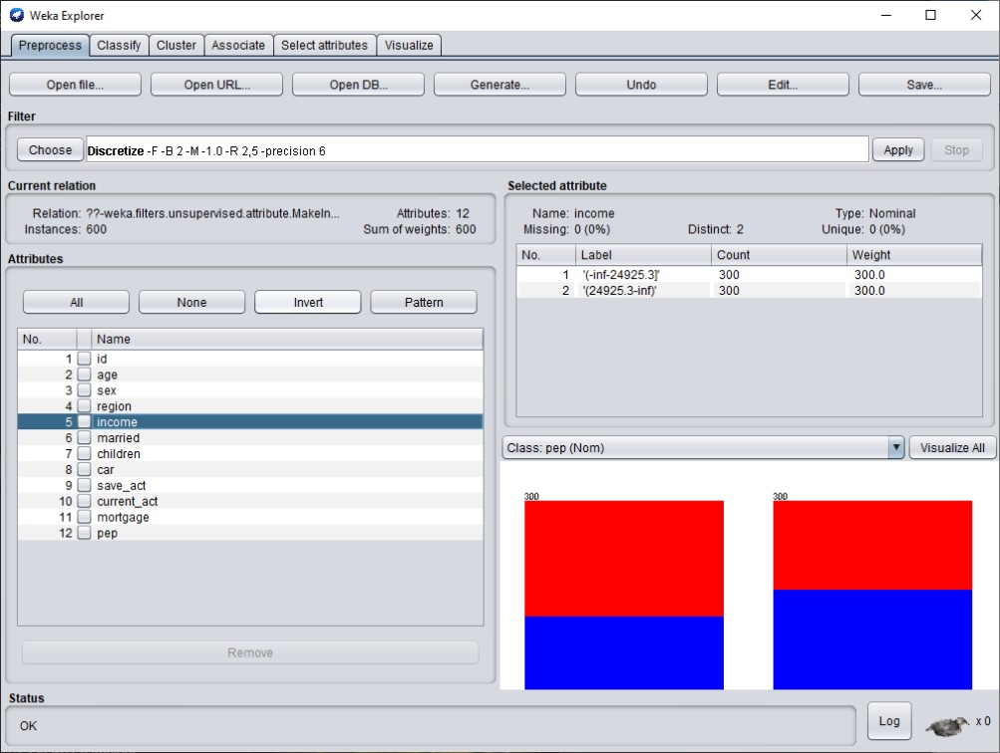 Weka Explorer
Preprocess Classify Cluster Associate Select attributes Visualize
Open file... Open URL... Open DB... Generate... Undo Edit... Save...
Filter
Choose Discretize -F -B 2 -M -1.0 -R 2,5 -precision 6 Apply Stop
Current relation
Relation: ??-weka.filters.unsupervised.attribute.MakeIn... Attributes: 12
Instances: 600 Sum of weights: 600
Attributes
All None Invert Pattern
No. Name
1 id
2 age
3 sex
4 region
5 income
6 married
7 children
8 car
9 save_act
10 current_act
11 mortgage
12 pep
Remove
Selected attribute
Name: income Type: Nominal
Missing: 0 (0%) Distinct: 2 Unique: 0 (0%)
No. Label Count Weight
1 '(-inf-24925.3]' 300 300.0
2 '(24925.3-inf)' 300 300.0
Class: pep (Nom) Visualize All
300 300
Status
OK
Log x 0